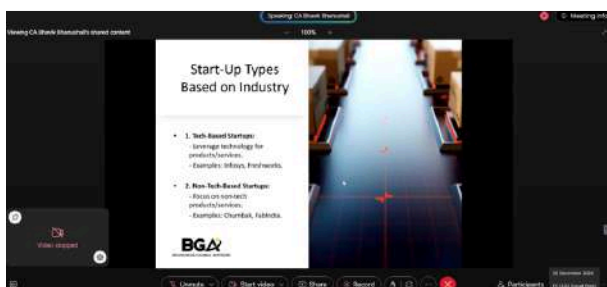 Speaking: CA Bhavik Bhanushali
Viewing CA Bhavik Bhanushali's shared content
100%
Meeting info
Start-Up Types
Based on Industry
• 1. Tech-Based Startups:
- Leverage technology for
products/services.
- Examples: Infosys, Freshworks.
• 2. Non-Tech-Based Startups:
- Focus on non-tech
products/services.
- Examples: Chumbak, FabIndia.
BGA
Video stopped
Unmute
Start video
Share
Record
Participants